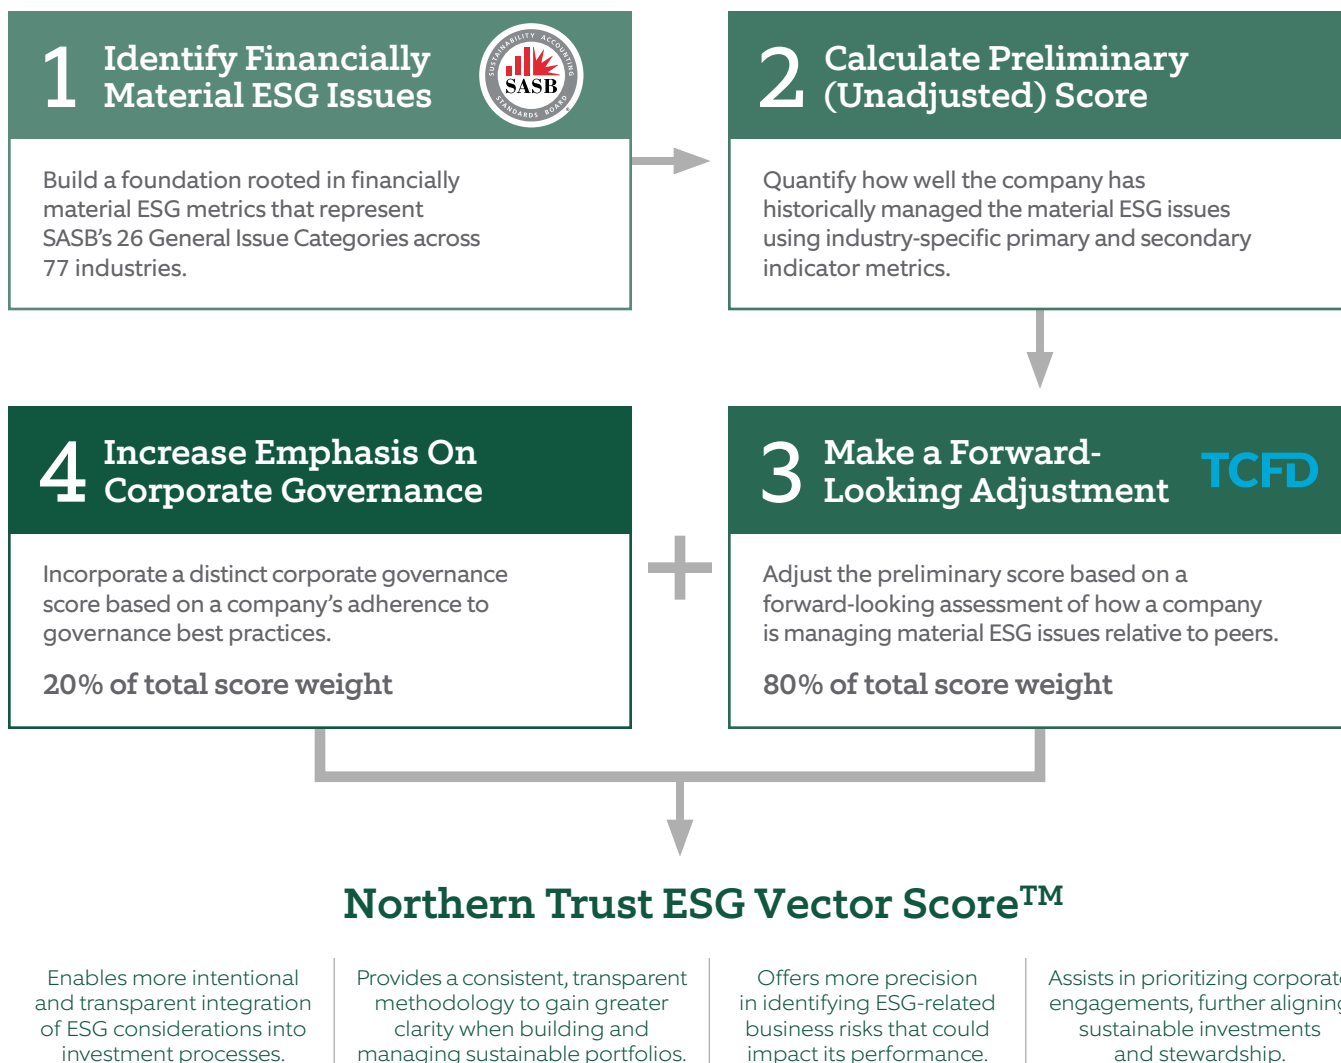 1 Identify Financially
Material ESG Issues
SUSTAINABILITY ACCOUNTING
SASB
STANDARDS BOARD
Build a foundation rooted in financially
material ESG metrics that represent
SASB's 26 General Issue Categories across
77 industries.
2 Calculate Preliminary
(Unadjusted) Score
Quantify how well the company has
historically managed the material ESG issues
using industry-specific primary and secondary
indicator metrics.
3 Make a Forward-
Looking Adjustment
TCFD
Adjust the preliminary score based on a
forward-looking assessment of how a company
is managing material ESG issues relative to peers.
80% of total score weight
4 Increase Emphasis On
Corporate Governance
Incorporate a distinct corporate governance
score based on a company's adherence to
governance best practices.
20% of total score weight
+
Northern Trust ESG Vector Score™
Enables more intentional
and transparent integration
of ESG considerations into
investment processes.
Provides a consistent, transparent
methodology to gain greater
clarity when building and
managing sustainable portfolios.
Offers more precision
in identifying ESG-related
business risks that could
impact its performance.
Assists in prioritizing corporate
engagements, further aligning
sustainable investments
and stewardship.